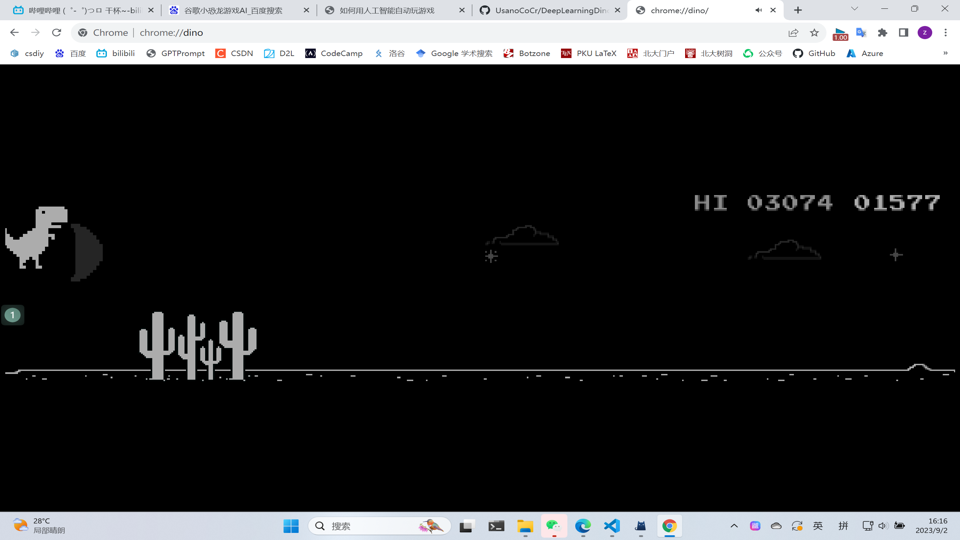 哔哩哔哩 (゜-゜)つロ 干杯~-bili
谷歌小恐龙游戏AI_百度搜索
如何用人工智能自动玩游戏
UsanoCoCr/DeepLearningDin
chrome://dino/
Chrome | chrome://dino
1.00
z
csdiy
百度
bilibili
GPTPrompt
CSDN
D2L
CodeCamp
洛谷
Google 学术搜索
Botzone
PKU LaTeX
北大门户
北大树洞
公众号
GitHub
Azure
»
HI 03074 01577
1
28°C
局部晴朗
搜索
英
拼
16:16
2023/9/2